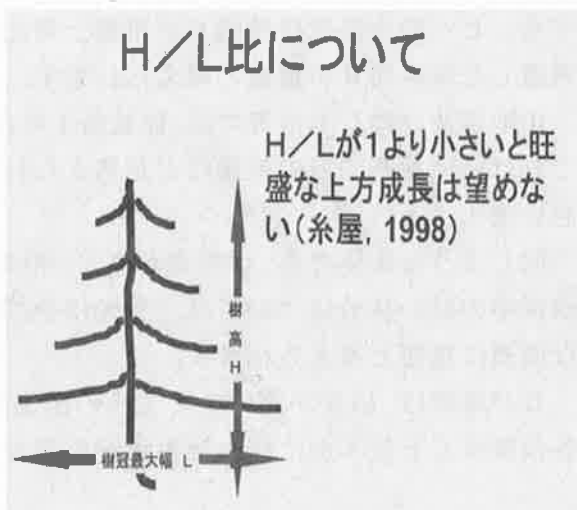 H/L比について
H/Lが1より小さいと旺
盛な上方成長は望めな
い(糸屋, 1998)
樹高H
樹冠最大幅 L